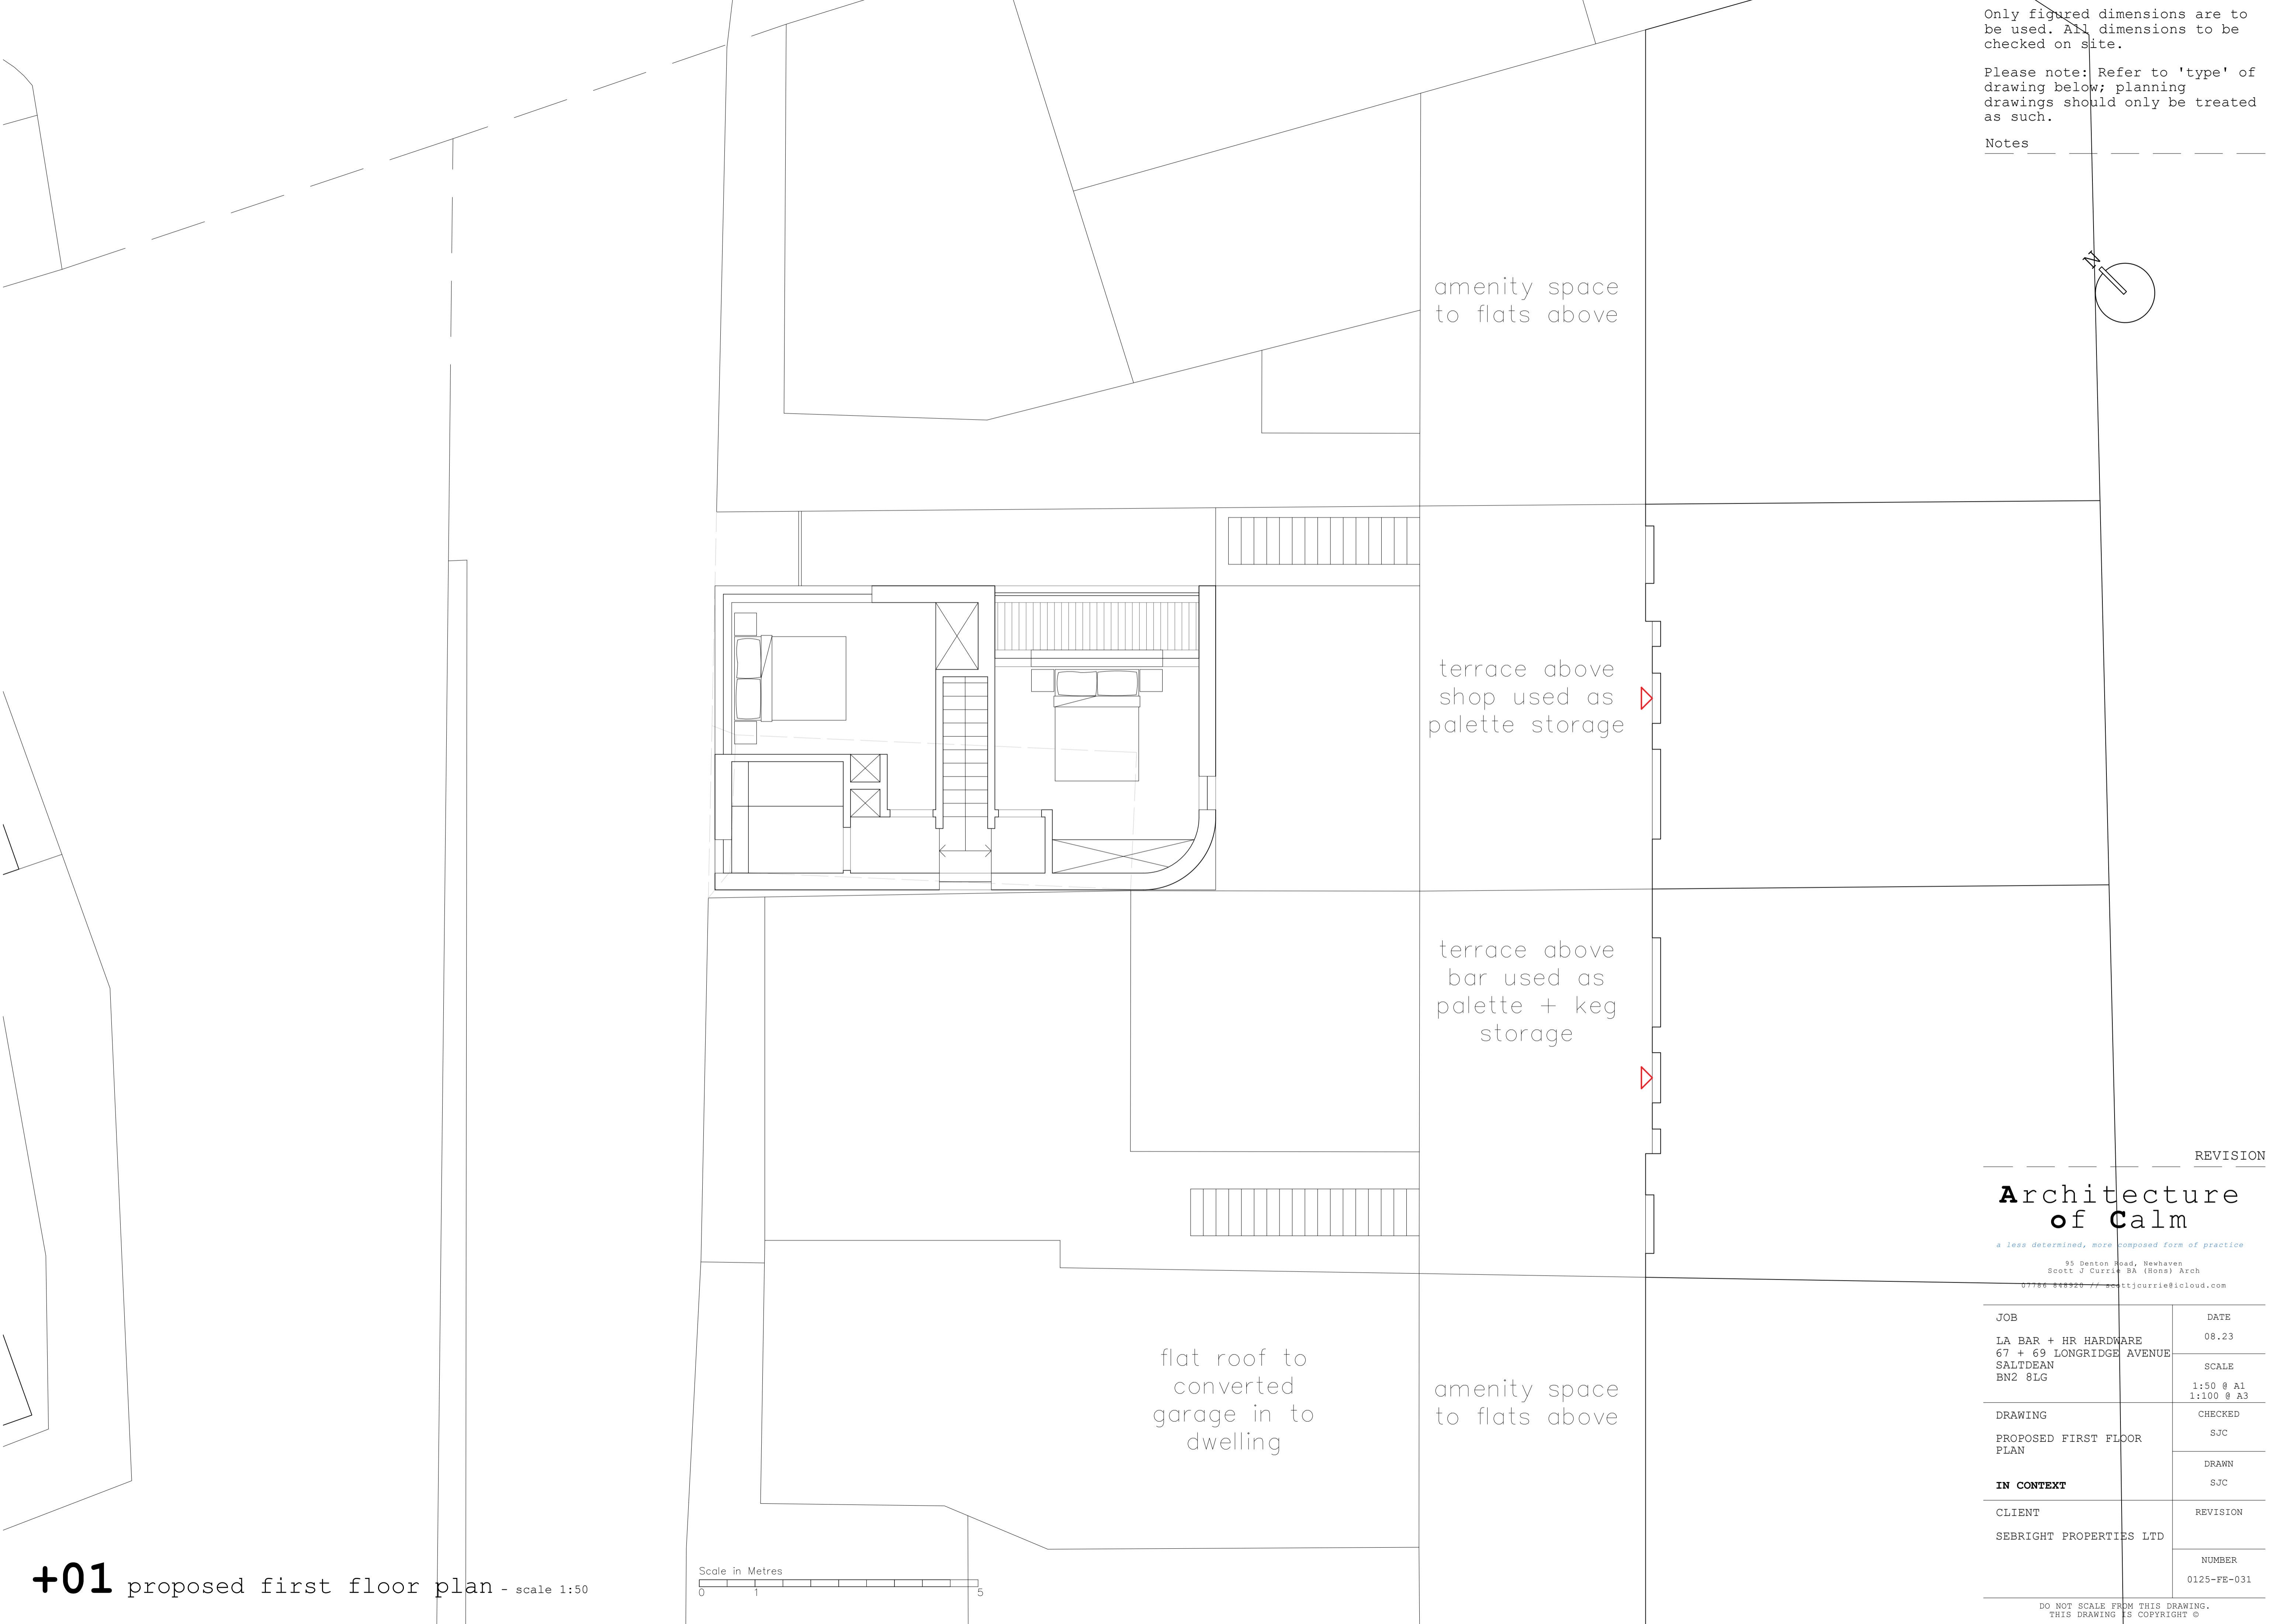 Only figured dimensions are to
be used. All dimensions to be
checked on site.
Please note: Refer to 'type' of
drawing below; planning
drawings should only be treated
as such.
Notes
N
amenity space
to flats above
terrace above
shop used as
palette storage
terrace above
bar used as
palette + keg
storage
flat roof to
converted
garage in to
dwelling
amenity space
to flats above
REVISION
Architecture
of Calm
a less determined, more composed form of practice
95 Denton Road, Newhaven
Scott J Currie BA (Hons) Arch
07786 848920 // scottjcurrie@icloud.com
JOB
LA BAR + HR HARDWARE
67 + 69 LONGRIDGE AVENUE
SALTDEAN
BN2 8LG
DATE
08.23
SCALE
1:50 @ A1
1:100 @ A3
DRAWING
PROPOSED FIRST FLOOR
PLAN
IN CONTEXT
CHECKED
SJC
DRAWN
SJC
CLIENT
SEBRIGHT PROPERTIES LTD
REVISION
NUMBER
0125-FE-031
DO NOT SCALE FROM THIS DRAWING.
THIS DRAWING IS COPYRIGHT ©
+01 proposed first floor plan - scale 1:50
Scale in Metres
0 1 5